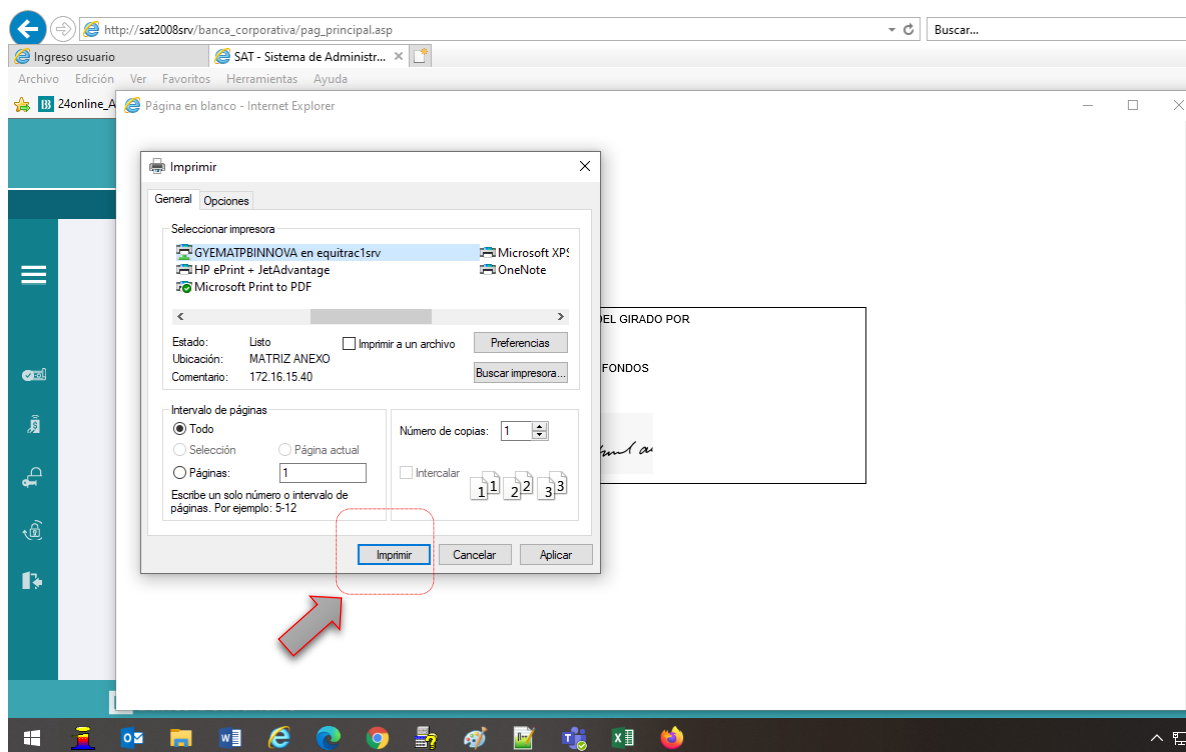 http://sat2008srv/banca_corporativa/pag_principal.asp
Buscar...
Ingreso usuario
SAT - Sistema de Administr...
Archivo Edición Ver Favoritos Herramientas Ayuda
24online_A
Página en blanco - Internet Explorer
Imprimir
General Opciones
Seleccionar impresora
GYEMATPBINNOVA en equitrac1srv
Microsoft XPS
HP ePrint + JetAdvantage
OneNote
Microsoft Print to PDF
Estado: Listo
Imprimir a un archivo
Preferencias
Ubicación: MATRIZ ANEXO
Comentario: 172.16.15.40
Buscar impresora...
DEL GIRADO POR
FONDOS
Intervalo de páginas
Todo
Selección Página actual
Páginas: 1
Escribe un solo número o intervalo de
páginas. Por ejemplo: 5-12
Número de copias: 1
Intercalar
1 1 2 2 3 3
Imprimir Cancelar Aplicar